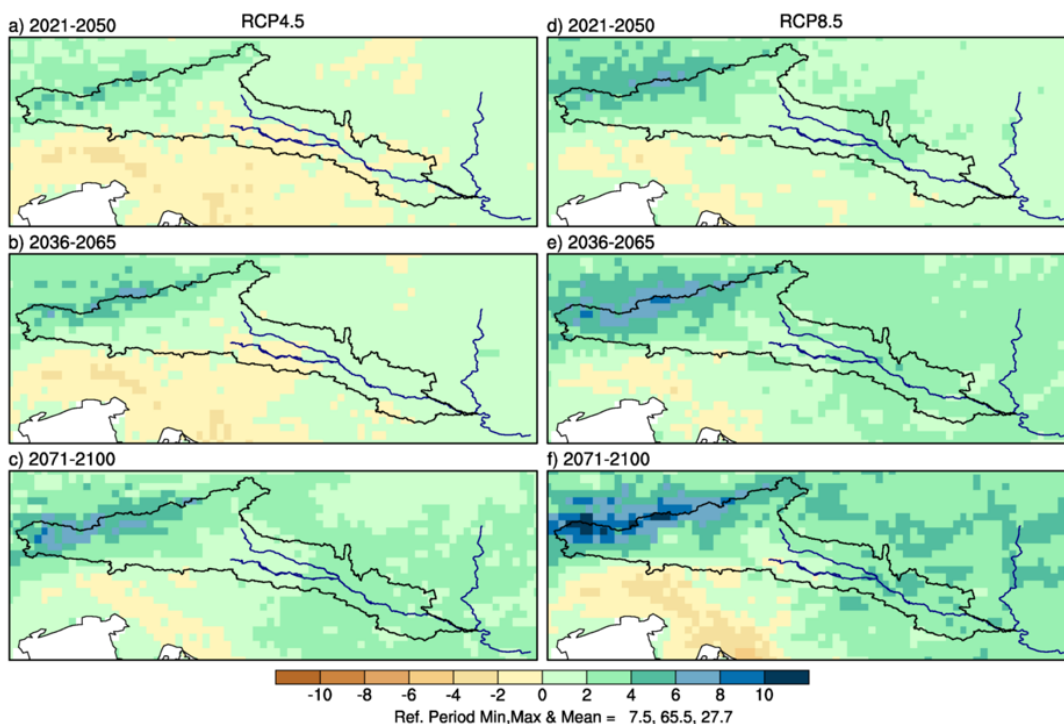 RCP4.5
RCP8.5
a) 2021-2050
d) 2021-2050
b) 2036-2065
e) 2036-2065
c) 2071-2100
f) 2071-2100
-10 -8 -6 -4 -2 0 2 4 6 8 10
Ref. Period Min,Max & Mean = 7.5, 65.5, 27.7